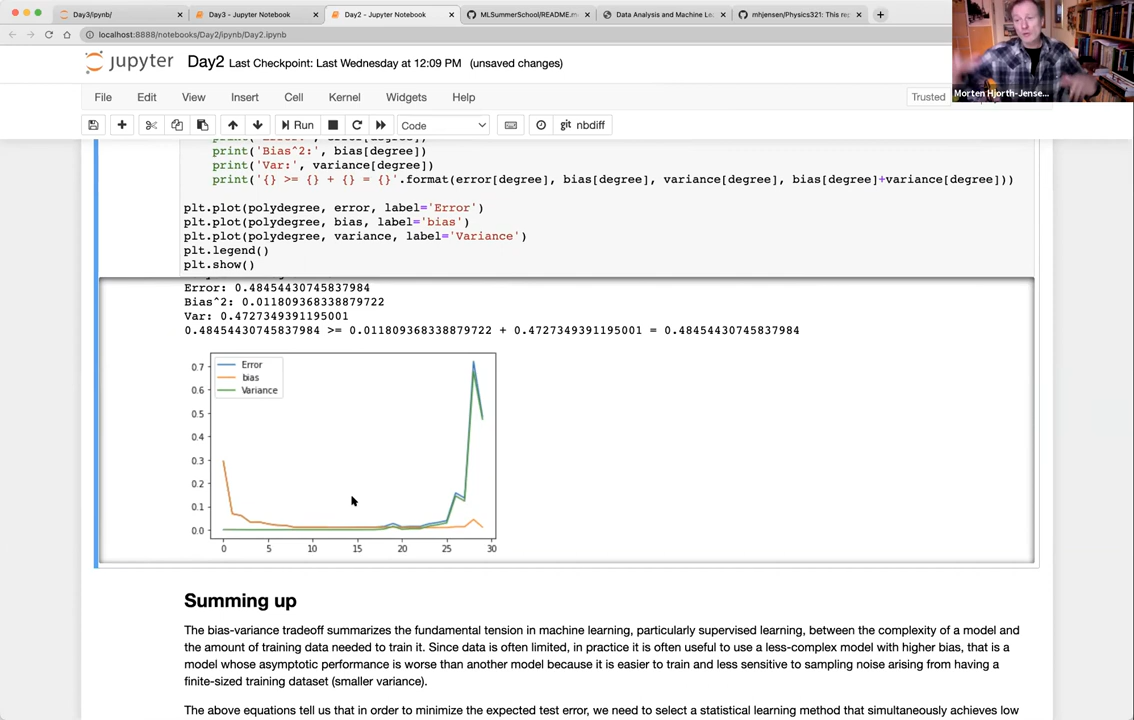 Day3/ipynb/
Day3 - Jupyter Notebook
Day2 - Jupyter Notebook
MLSummerSchool/README.m
Data Analysis and Machine Le
mhjensen/Physics321: This re
localhost:8888/notebooks/Day2/ipynb/Day2.ipynb
Morten Hjorth-Jense...
jupyter Day2 Last Checkpoint: Last Wednesday at 12:09 PM (unsaved changes)
File Edit View Insert Cell Kernel Widgets Help
Trusted
Run Code nbdiff git
print('Bias^2:', bias[degree])
print('Var:', variance[degree])
print('{} >= {} + {} = {}'.format(error[degree], bias[degree], variance[degree], bias[degree]+variance[degree]))
plt.plot(polydegree, error, label='Error')
plt.plot(polydegree, bias, label='bias')
plt.plot(polydegree, variance, label='Variance')
plt.legend()
plt.show()
Error: 0.48454430745837984
Bias^2: 0.011809368338879722
Var: 0.4727349391195001
0.48454430745837984 >= 0.011809368338879722 + 0.4727349391195001 = 0.48454430745837984
Error
bias
Variance
0.7
0.6
0.5
0.4
0.3
0.2
0.1
0.0
0 5 10 15 20 25 30
Summing up
The bias-variance tradeoff summarizes the fundamental tension in machine learning, particularly supervised learning, between the complexity of a model and
the amount of training data needed to train it. Since data is often limited, in practice it is often useful to use a less-complex model with higher bias, that is a
model whose asymptotic performance is worse than another model because it is easier to train and less sensitive to sampling noise arising from having a
finite-sized training dataset (smaller variance).
The above equations tell us that in order to minimize the expected test error, we need to select a statistical learning method that simultaneously achieves low